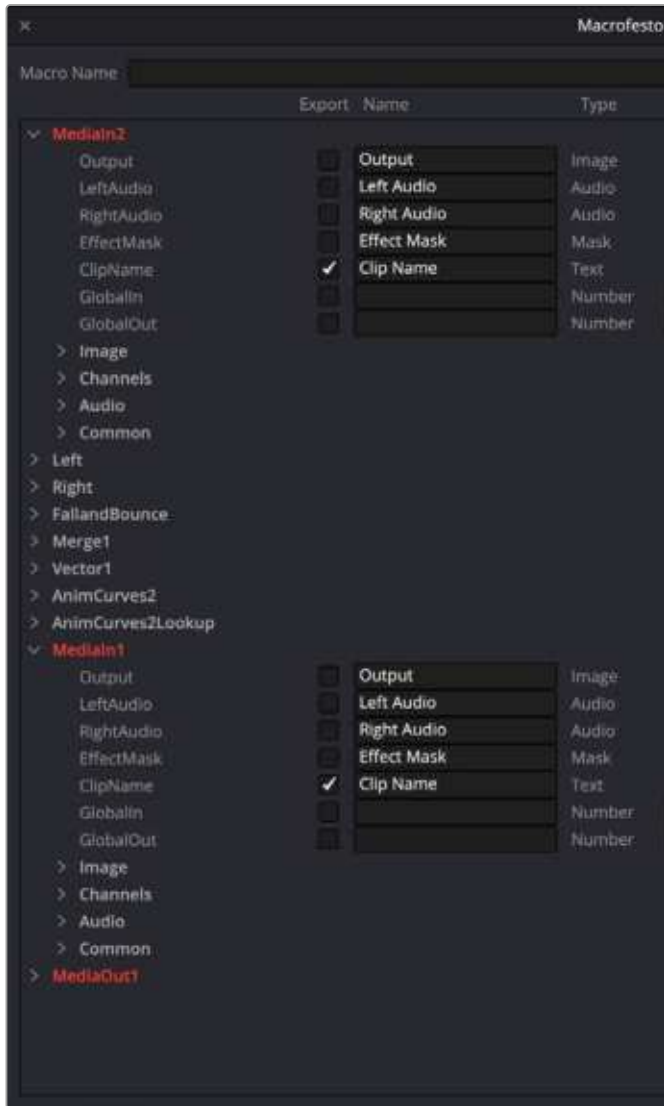 Macrofesto
Macro Name
Export Name Type
MediaIn2
Output Output Image
LeftAudio Left Audio Audio
RightAudio Right Audio Audio
EffectMask Effect Mask Mask
ClipName Clip Name Text
GlobalIn Number
GlobalOut Number
Image
Channels
Audio
Common
Left
Right
FallandBounce
Merge1
Vector1
AnimCurves2
AnimCurves2Lookup
MediaIn1
Output Output Image
LeftAudio Left Audio Audio
RightAudio Right Audio Audio
EffectMask Effect Mask Mask
ClipName Clip Name Text
GlobalIn Number
GlobalOut Number
Image
Channels
Audio
Common
MediaOut1